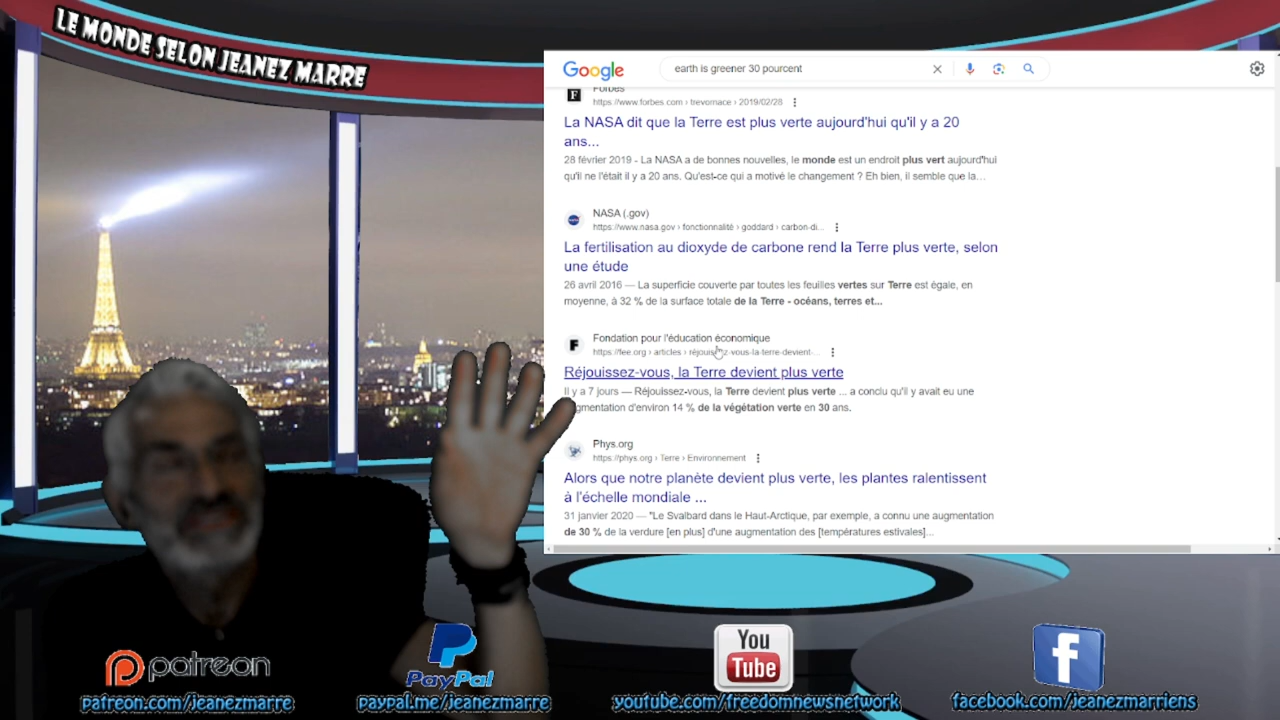 LE MONDE SELON JEANEZ MARRE
Google
earth is greener 30 pourcent
Forbes
https://www.forbes.com › trevornace › 2019/02/28
La NASA dit que la Terre est plus verte aujourd'hui qu'il y a 20
ans...
28 février 2019 - La NASA a de bonnes nouvelles, le monde est un endroit plus vert aujourd'hui
qu'il ne l'était il y a 20 ans. Qu'est-ce qui a motivé le changement ? Eh bien, il semble que la...
NASA (.gov)
https://www.nasa.gov › fonctionnalité › goddard › carbon-di...
La fertilisation au dioxyde de carbone rend la Terre plus verte, selon
une étude
26 avril 2016 — La superficie couverte par toutes les feuilles vertes sur Terre est égale, en
moyenne, à 32 % de la surface totale de la Terre - océans, terres et...
Fondation pour l'éducation économique
https://fee.org › articles › réjouissez-vous-la-terre-devient-...
Réjouissez-vous, la Terre devient plus verte
Il y a 7 jours — Réjouissez-vous, la Terre devient plus verte ... a conclu qu'il y avait eu une
augmentation d'environ 14 % de la végétation verte en 30 ans.
Phys.org
https://phys.org › Terre › Environnement
Alors que notre planète devient plus verte, les plantes ralentissent
à l'échelle mondiale ...
31 janvier 2020 — "Le Svalbard dans le Haut-Arctique, par exemple, a connu une augmentation
de 30 % de la verdure [en plus] d'une augmentation des [températures estivales]...
patreon
PayPal
You
Tube
patreon.com/jeanezmarre
paypal.me/jeanezmarre
youtube.com/freedomnewsnetwork
facebook.com/jeanezmarriens